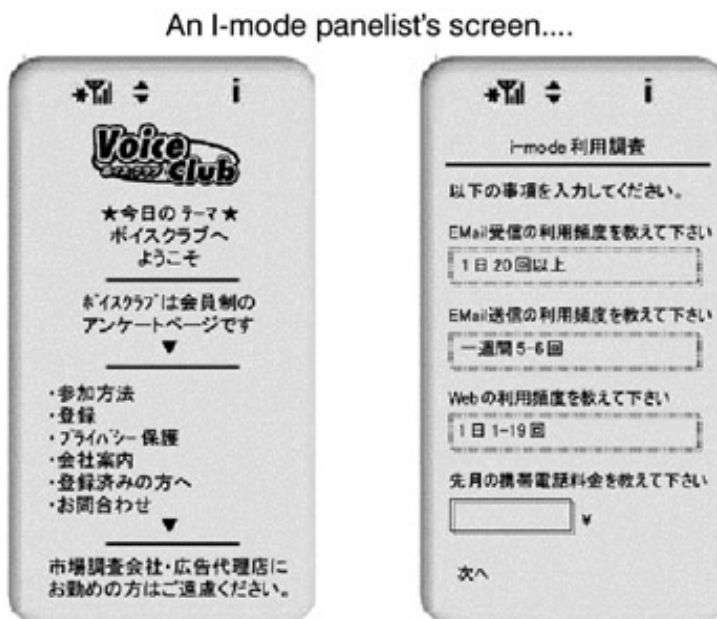 An I-mode panelist's screen....
i
Voice
Club
★今日の テーマ★
ボイスクラブへ
ようこそ
ボイスクラブは会員制の
アンケートページです
▼
・参加方法
・登録
・プライバシー 保護
・会社案内
・登録済みの方へ
・お問合わせ
▼
市場調査会社・広告代理店に
お勤めの方はご遠慮ください。
i
i-mode 利用調査
以下の事項を入力してください。
EMail受信の利用頻度を教えて下さい
1日 20回以上
EMail送信の利用頻度を教えて下さい
一週間 5-6回
Webの利用頻度を教えて下さい
1日 1-19回
先月の携帯電話料金を教えて下さい
¥
次へ